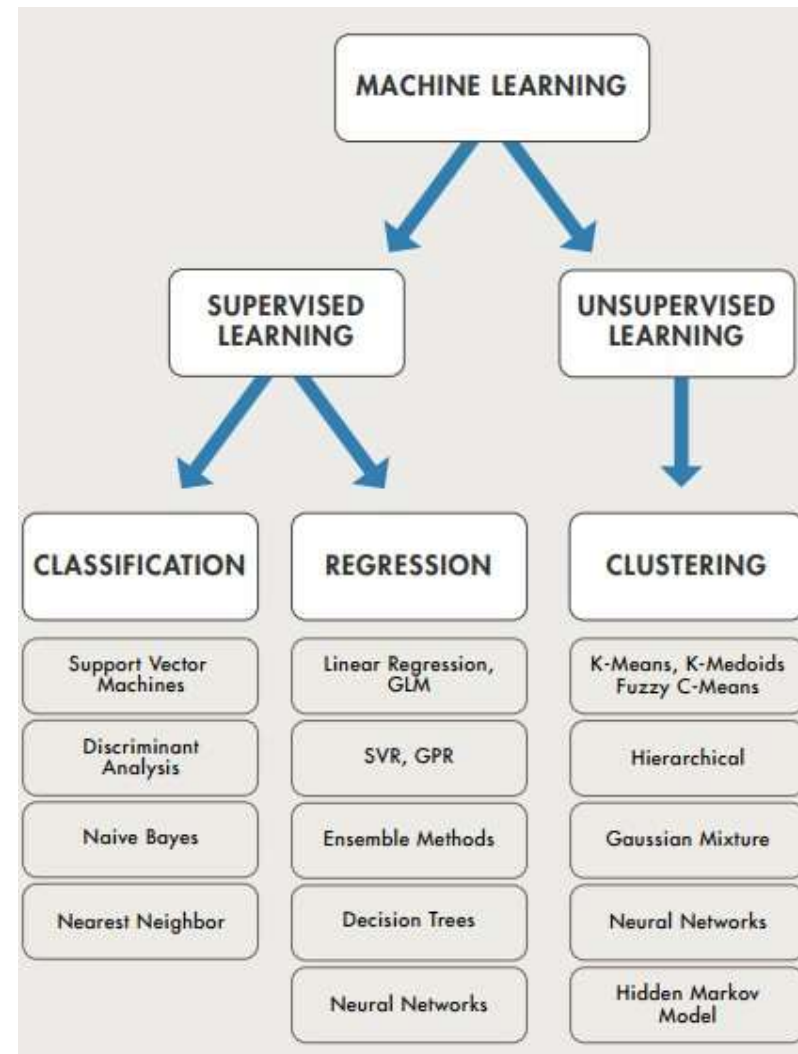 MACHINE LEARNING
SUPERVISED
LEARNING
UNSUPERVISED
LEARNING
CLASSIFICATION
Support Vector
Machines
Discriminant
Analysis
Naive Bayes
Nearest Neighbor
REGRESSION
Linear Regression,
GLM
SVR, GPR
Ensemble Methods
Decision Trees
Neural Networks
CLUSTERING
K-Means, K-Medoids
Fuzzy C-Means
Hierarchical
Gaussian Mixture
Neural Networks
Hidden Markov
Model